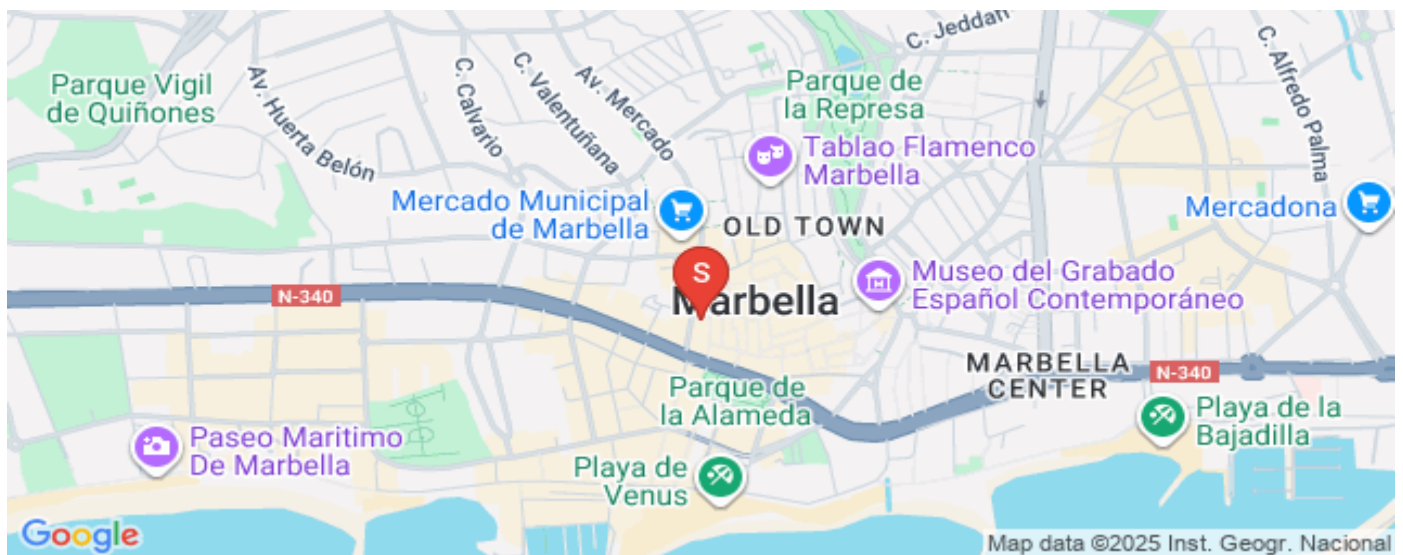 C. Jeddah
Parque Vigil
de Quiñones
Av. Huerta Belón
C. Calvario
C. Valentuñana
Av. Mercado
Parque de
la Represa
C. Alfredo Palma
Tablao Flamenco
Marbella
Mercado Municipal
de Marbella
OLD TOWN
Mercadona
S
Marbella
Museo del Grabado
Español Contemporáneo
N-340
MARBELLA
CENTER
N-340
Parque de
la Alameda
Playa de la
Bajadilla
Paseo Maritimo
De Marbella
Playa de
Venus
Google
Map data ©2025 Inst. Geogr. Nacional